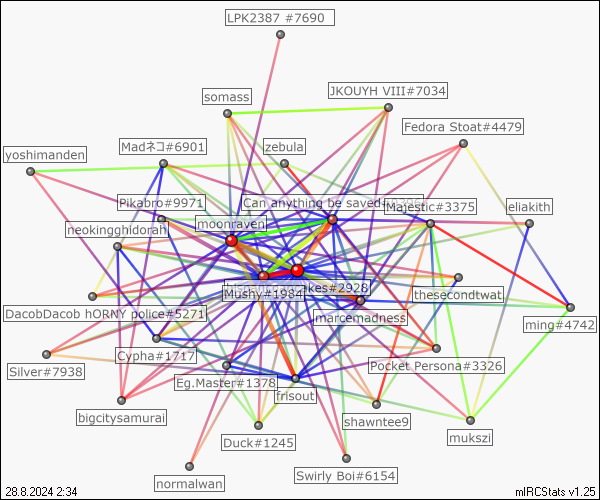 LPK2387 #7690
JKOUYH VIII#7034
somass
Fedora Stoat#4479
Madネコ#6901
zebula
yoshimanden
Pikabro#9971
Can anything be saved
Majestic#3375
eliakith
moonraven
neokingghidorah
Mushy#1984
akes#2928
thesecondtwat
DacobDacob hORNY police#5271
marcemadness
ming#4742
Cypha#1717
Pocket Persona#3326
Silver#7938
Eg.Master#1378
frisout
bigcitysamurai
shawntee9
mukszi
Duck#1245
normalwan
Swirly Boi#6154
28.8.2024 2:34
mIRCStats v1.25